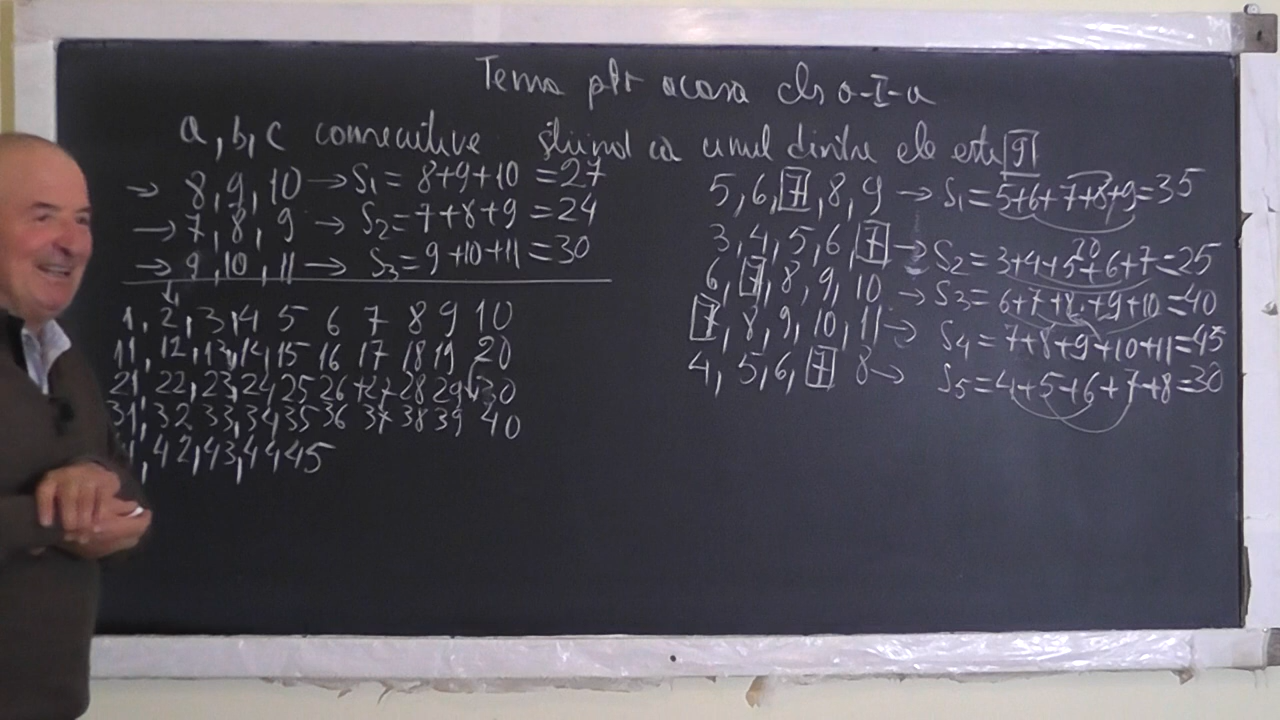 Tema ptr acasa cls a-I-a
a, b, c consecutive știind ca unul dintre ele este 9
→ 8, 9, 10 → S1 = 8+9+10 = 27
→ 7, 8, 9 → S2 = 7+8+9 = 24
→ 9, 10, 11 → S3 = 9+10+11 = 30
1, 2, 3, 4 5 6 7 8 9 10
11, 12, 13, 14, 15 16 17 18 19 20
21, 22, 23, 24 25 26 27 28 29 30
31, 32 33, 34 35 36 37 38 39 40
, 42, 43, 44 45
5, 6, 7, 8, 9 → S1 = 5+6+7+8+9 = 35
20
3, 4, 5, 6, 7 → S2 = 3+4+5+6+7 = 25
6, 7, 8, 9, 10 → S3 = 6+7+8+9+10 = 40
7, 8, 9, 10, 11 → S4 = 7+8+9+10+11 = 45
4, 5, 6, 7 8 → S5 = 4+5+6+7+8 = 30